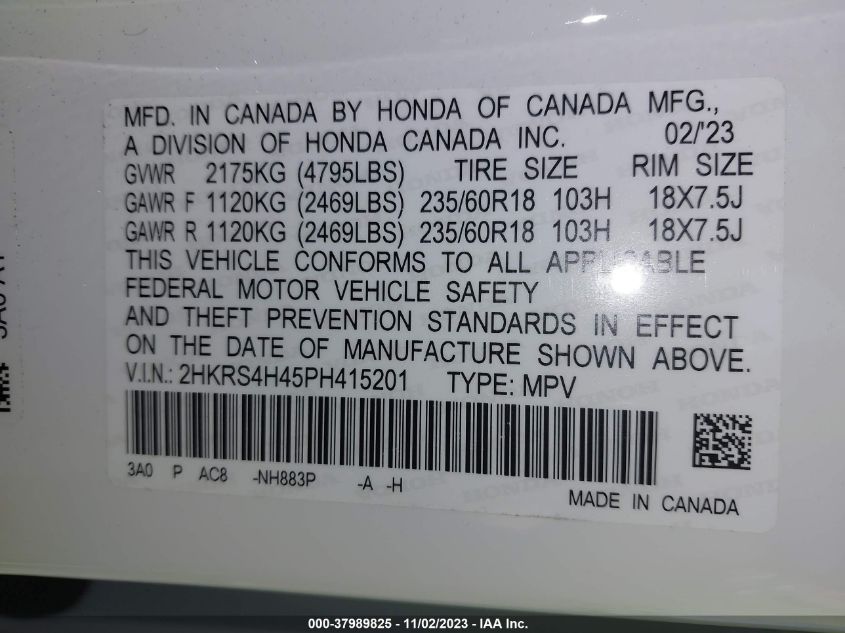 MFD. IN CANADA BY HONDA OF CANADA MFG.,
A DIVISION OF HONDA CANADA INC. 02/'23
GVWR 2175KG (4795LBS) TIRE SIZE RIM SIZE
GAWR F 1120KG (2469LBS) 235/60R18 103H 18X7.5J
GAWR R 1120KG (2469LBS) 235/60R18 103H 18X7.5J
THIS VEHICLE CONFORMS TO ALL APPLICABLE
FEDERAL MOTOR VEHICLE SAFETY
AND THEFT PREVENTION STANDARDS IN EFFECT
ON THE DATE OF MANUFACTURE SHOWN ABOVE.
V.I.N.: 2HKRS4H45PH415201 TYPE: MPV
3A0 P AC8 -NH883P -A -H
MADE IN CANADA
000-37989825 - 11/02/2023 - IAA Inc.